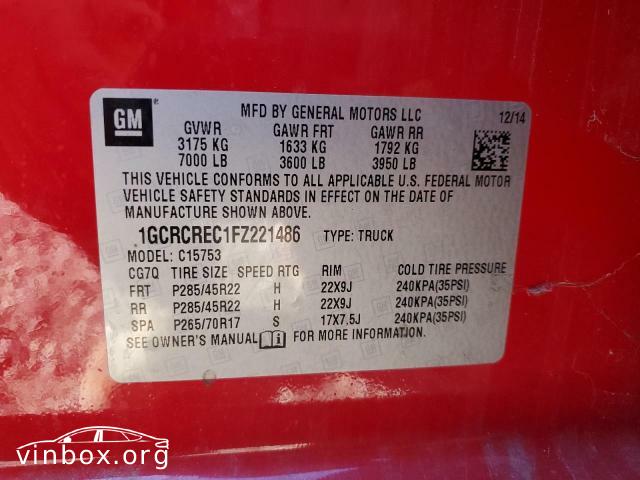 GM
MFD BY GENERAL MOTORS LLC
12/14
GVWR GAWR FRT GAWR RR
3175 KG 1633 KG 1792 KG
7000 LB 3600 LB 3950 LB
THIS VEHICLE CONFORMS TO ALL APPLICABLE U.S. FEDERAL MOTOR
VEHICLE SAFETY STANDARDS IN EFFECT ON THE DATE OF
MANUFACTURE SHOWN ABOVE.
1GCRCREC1FZ221486 TYPE: TRUCK
MODEL: C15753
CG7Q TIRE SIZE SPEED RTG RIM COLD TIRE PRESSURE
FRT P285/45R22 H 22X9J 240KPA(35PSI)
RR P285/45R22 H 22X9J 240KPA(35PSI)
SPA P265/70R17 S 17X7.5J 240KPA(35PSI)
SEE OWNER'S MANUAL FOR MORE INFORMATION.
vinbox.org